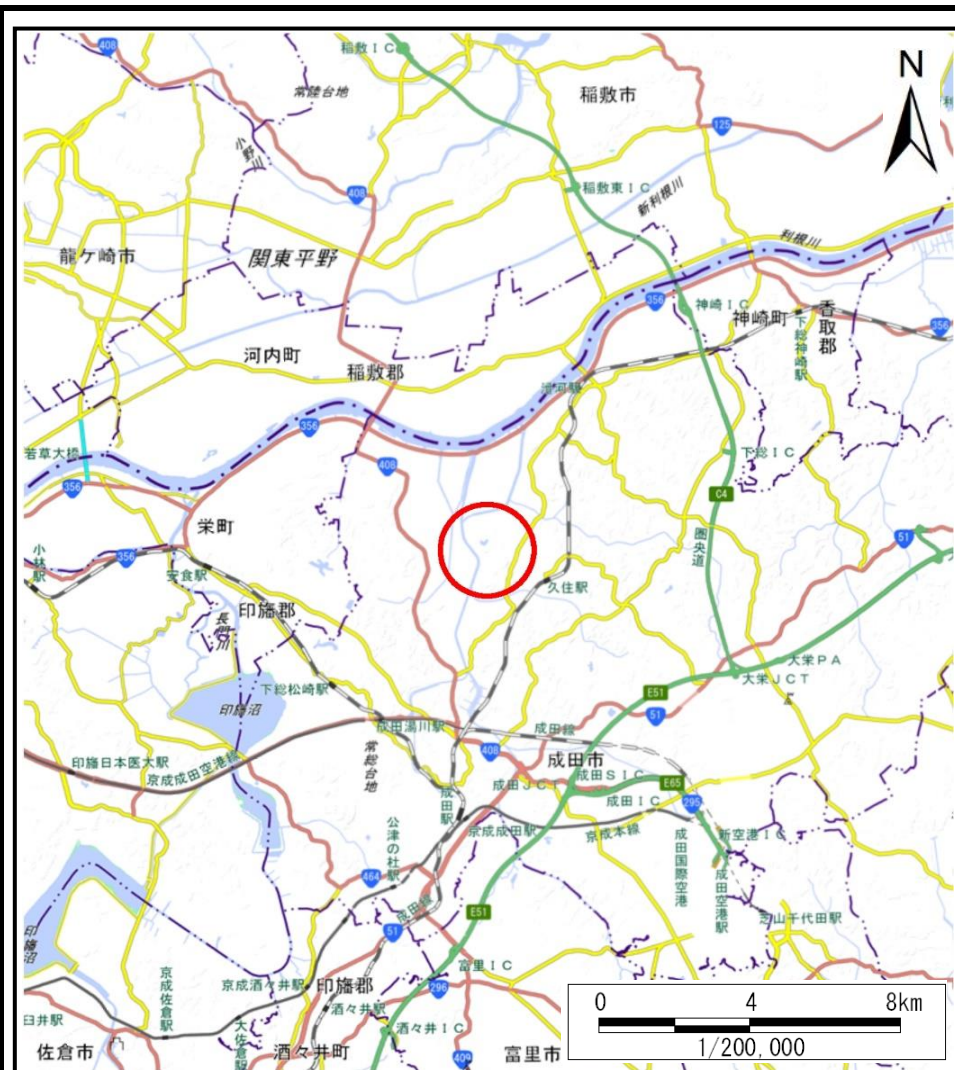 408
稲敷IC
常陸台地
稲敷市
N
小野川
125
408
稲敷東IC
新利根川
利根川
龍ケ崎市
関東平野
356
神崎IC
神崎町
香取郡
下総神崎駅
356
河内町
稲敷郡
滑河駅
356
若草大橋
408
下総IC
356
C4
栄町
圏央道
51
小林駅
356
安食駅
久住駅
印旛郡
長門川
大栄PA
大栄JCT
下総松崎駅
E51
印旛沼
51
成田湯川駅
成田線
408
印旛日本医大駅
京成成田空港線
常総台地
成田市
成田JCT
成田SIC
E65
成田IC
295
成田駅
京成成田駅
京成本線
新空港IC
公津の杜駅
成田国際空港
成田空港駅
464
成田線
E51
芝山千代田駅
51
印旛沼
富里IC
京成佐倉駅
京成酒々井駅
印旛郡
296
臼井駅
大佐倉駅
酒々井駅
酒々井IC
佐倉市
酒々井町
409
富里市
0 4 8km
1/200,000